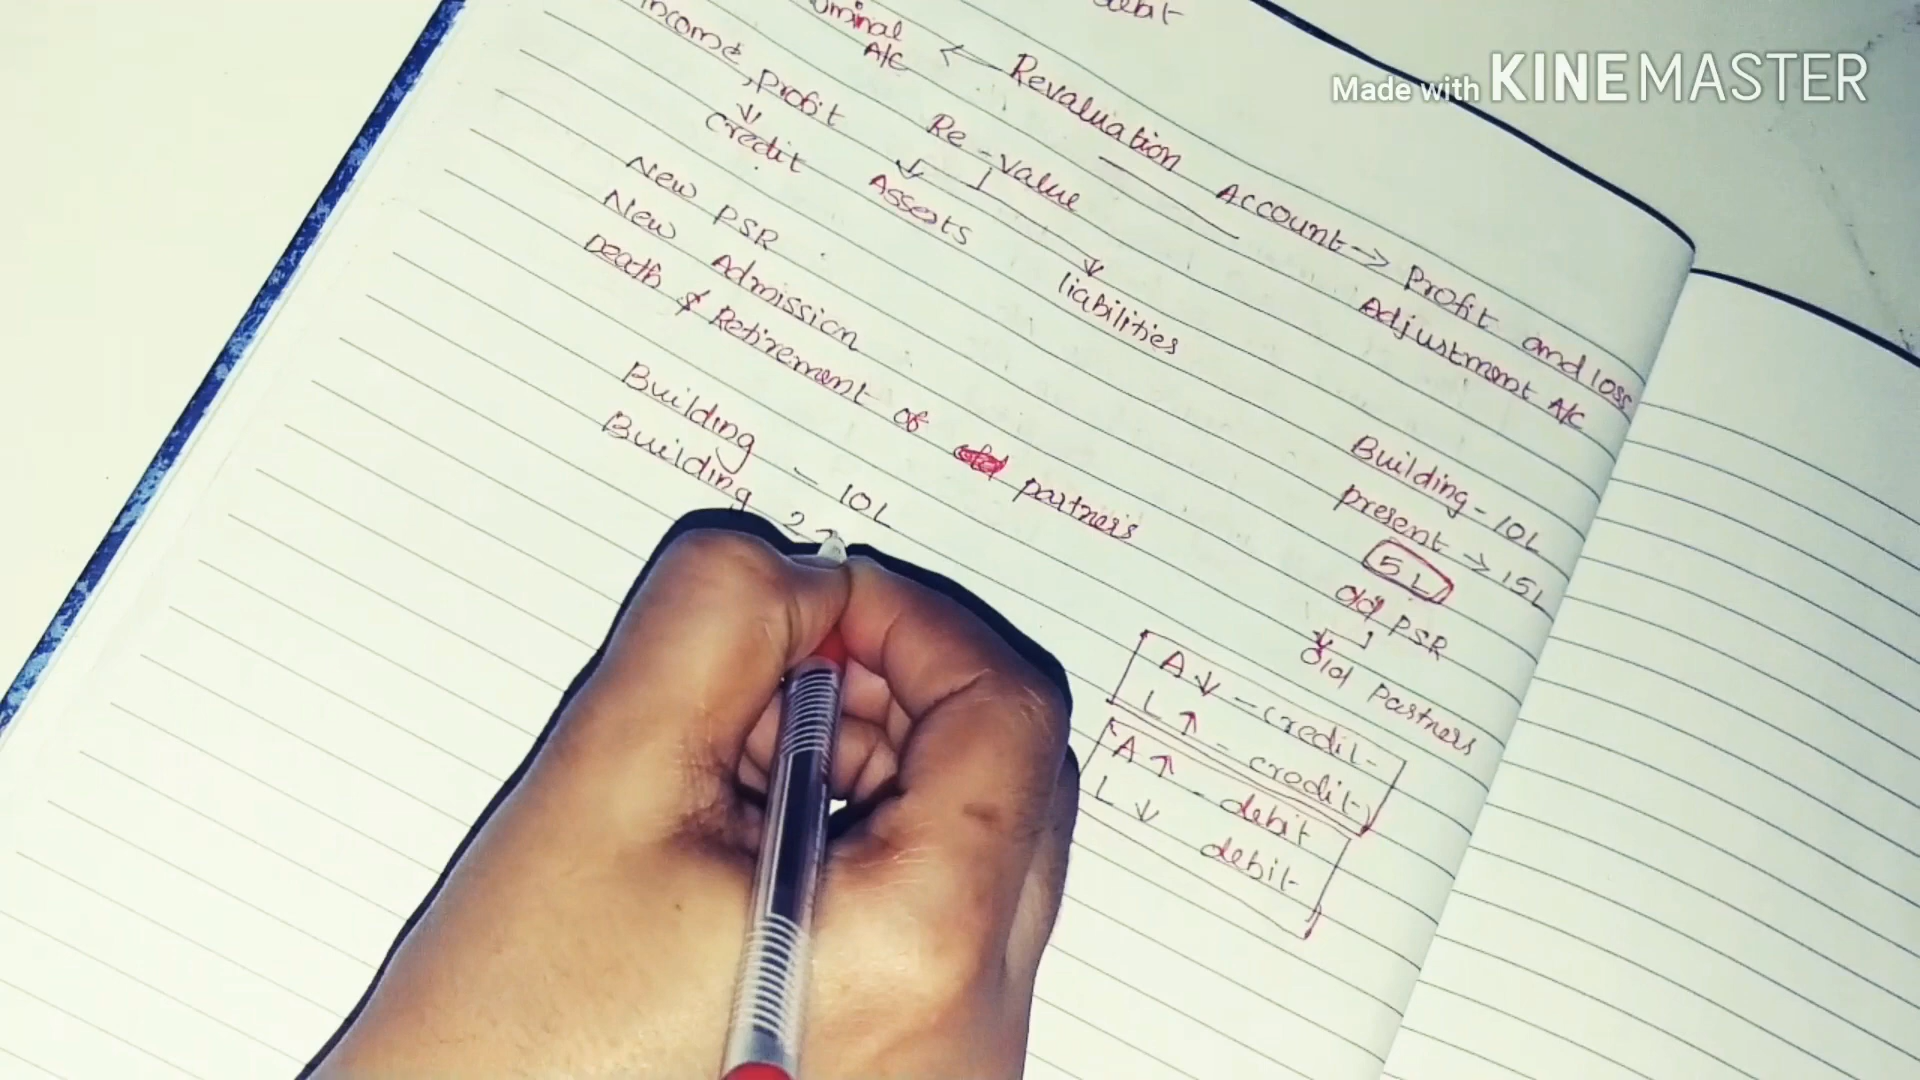 debit
Made with KINEMASTER
A/c ← Revaluation Account → Profit and loss
Adjustment A/c
income, profit
↓
credit
Re-value
Assets
liabilities
New PSR
New Admission
Death & Retirement of partners
Building - 10L
Building
Building - 10L
present → 15L
5L
old PSR
old partners
A↓ - credit
L↑ - credit
A↑ - debit
L↓ debit